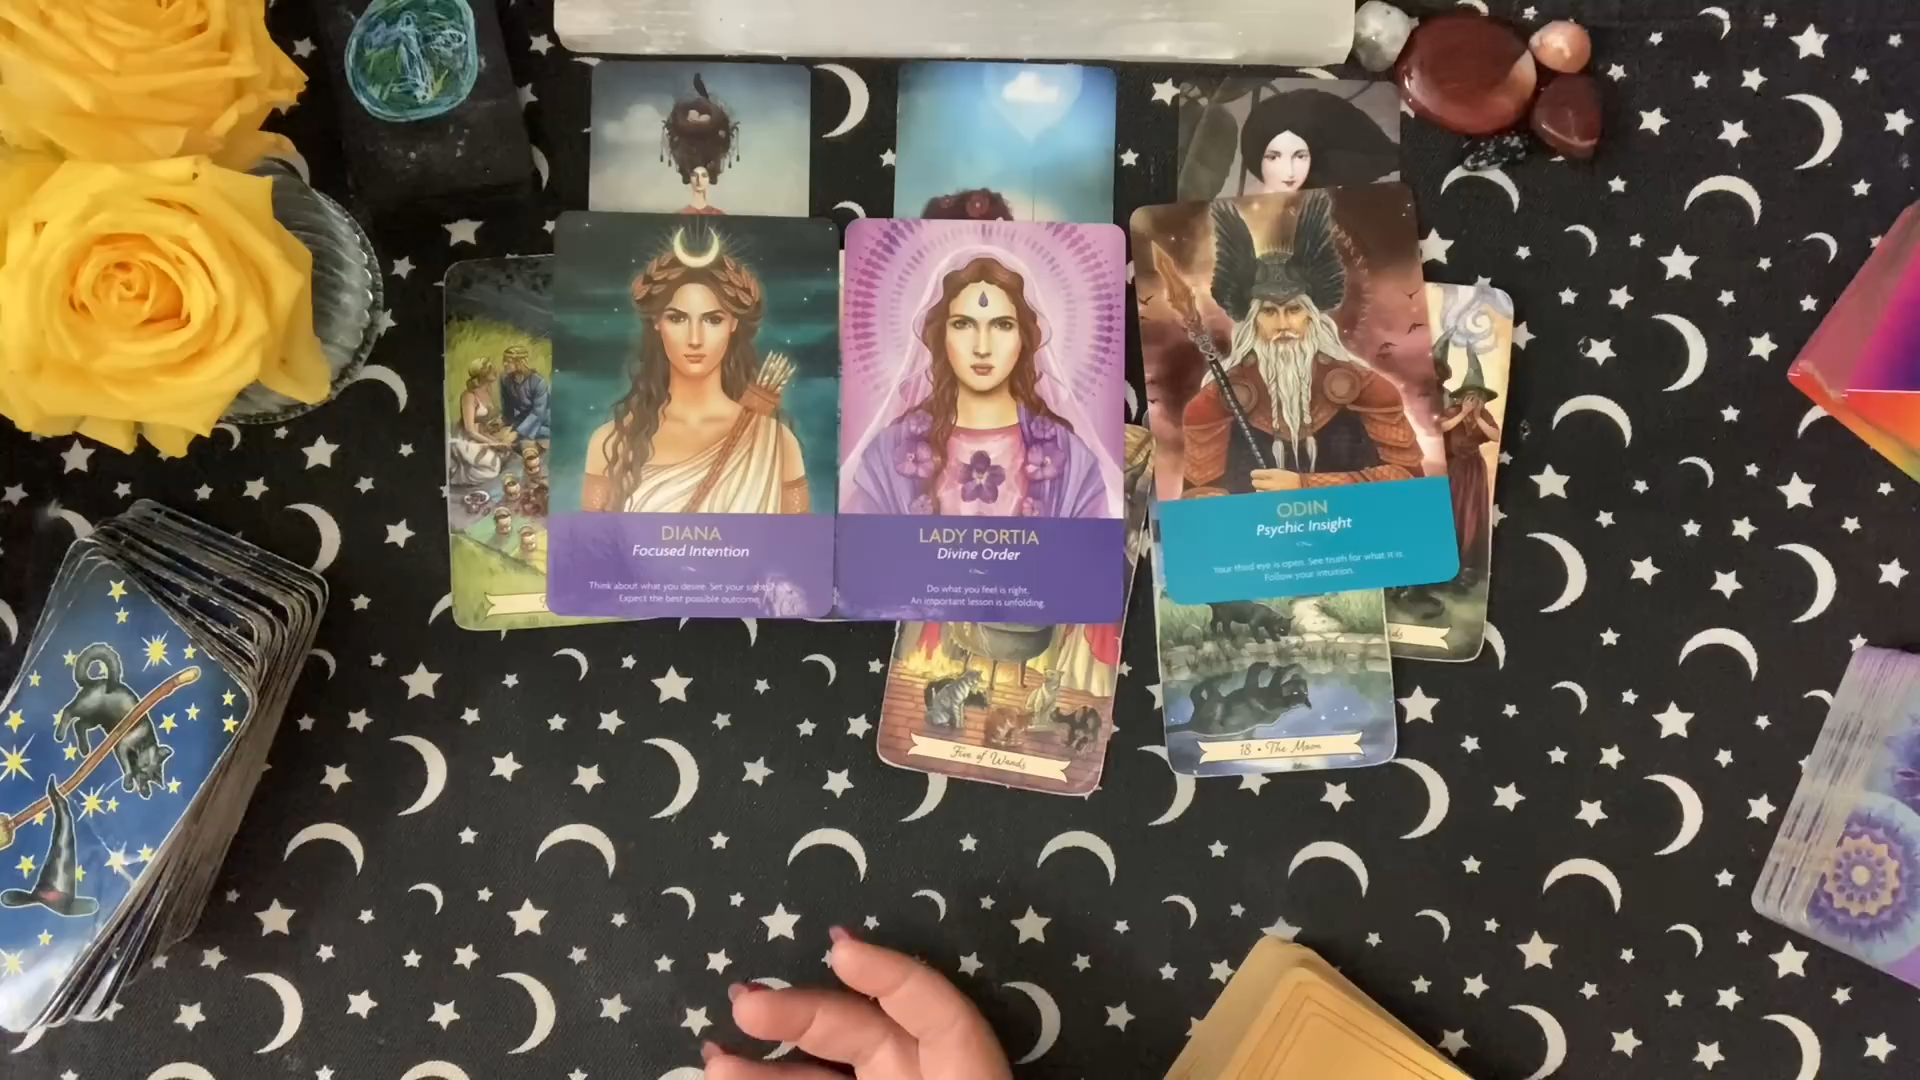 DIANA
Focused Intention
Think about what you desire. Set your sights
Expect the best possible outcome.
LADY PORTIA
Divine Order
Do what you feel is right.
An important lesson is unfolding.
ODIN
Psychic Insight
Your third eye is open. See truth for what it is.
Follow your intuition.
Five of Wands
18 • The Moon